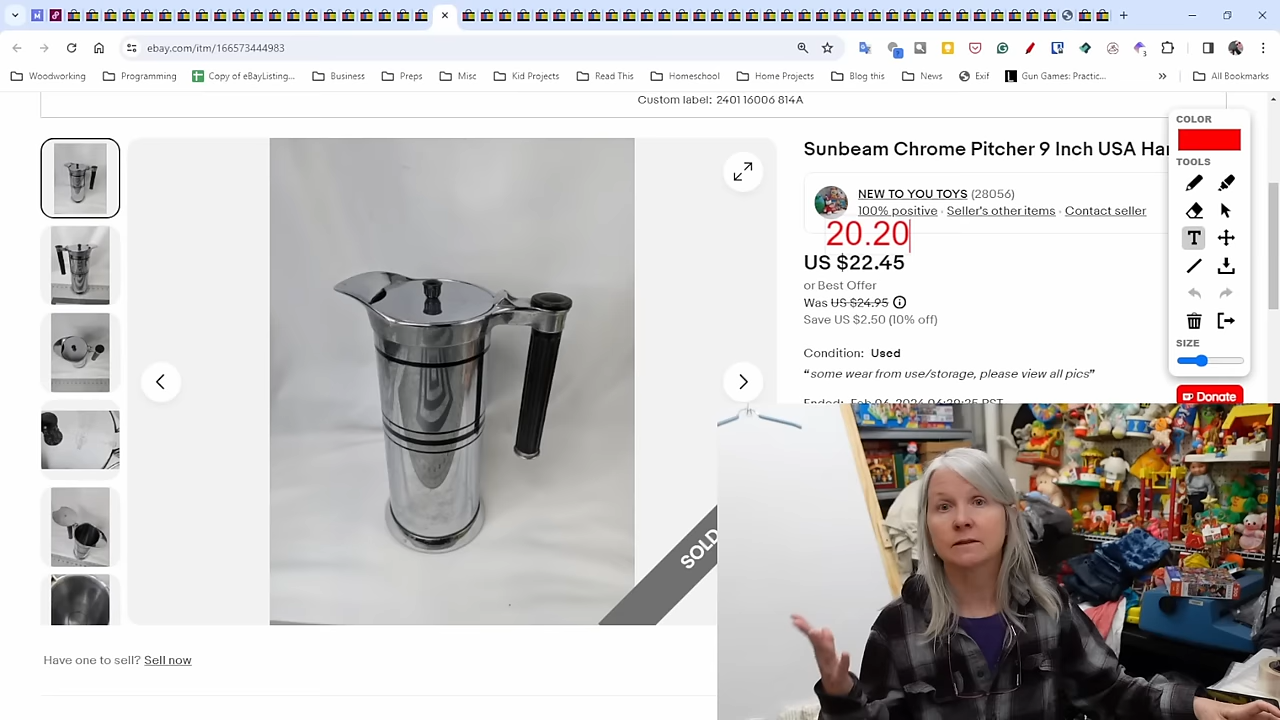 ebay.com/itm/166573444983
Woodworking
Programming
Copy of eBayListing...
Business
Preps
Misc
Kid Projects
Read This
Homeschool
Home Projects
Blog this
News
Exif
Gun Games: Practic...
»
All Bookmarks
Custom label: 2401 16006 814A
COLOR
TOOLS
T
SIZE
Donate
Sunbeam Chrome Pitcher 9 Inch USA Har
NEW TO YOU TOYS (28056)
100% positive · Seller's other items · Contact seller
20.20
US $22.45
or Best Offer
Was US $24.95
Save US $2.50 (10% off)
Condition: Used
“some wear from use/storage, please view all pics”
Ended: Feb 06, 2024
SOLD
Have one to sell? Sell now